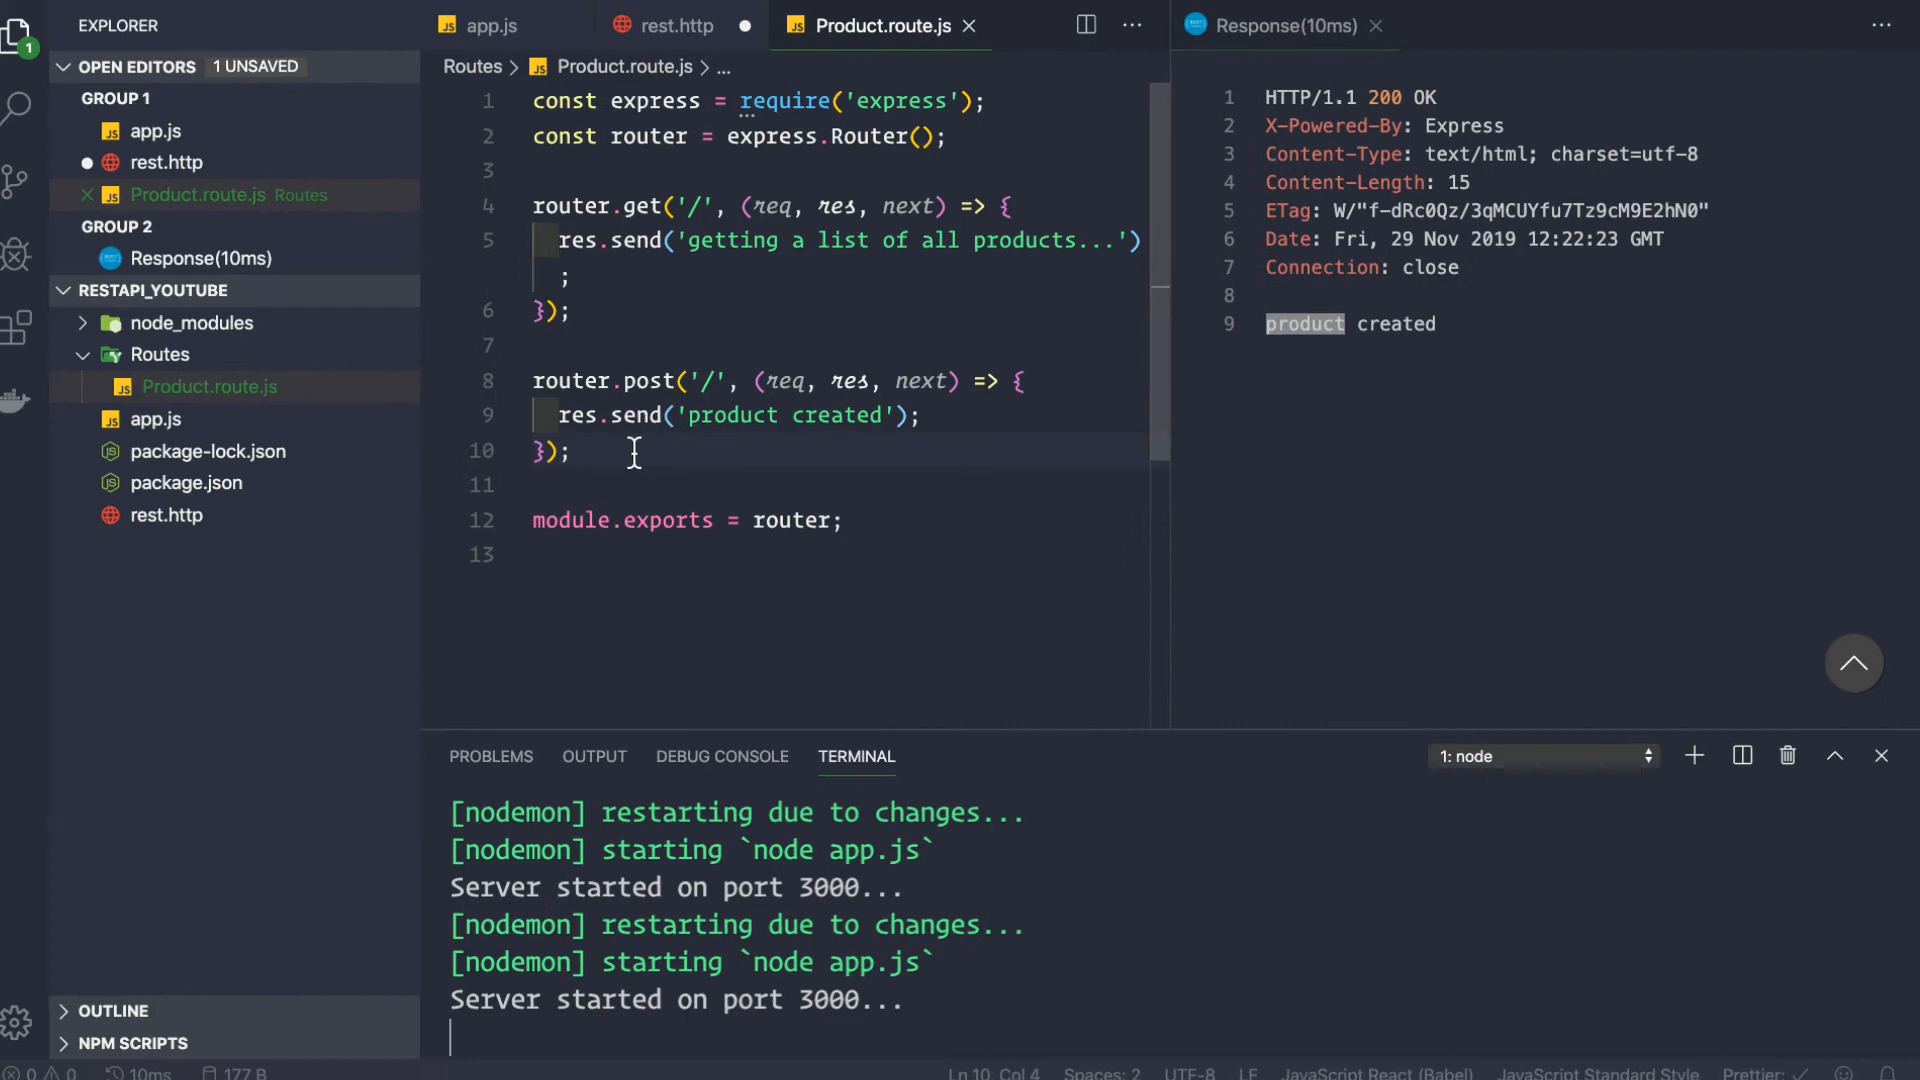 EXPLORER
OPEN EDITORS 1 UNSAVED
GROUP 1
JS app.js
rest.http
JS Product.route.js Routes
GROUP 2
Response(10ms)
RESTAPI_YOUTUBE
node_modules
Routes
JS Product.route.js
JS app.js
package-lock.json
package.json
rest.http
OUTLINE
NPM SCRIPTS
1
JS app.js
rest.http
JS Product.route.js
Routes > JS Product.route.js > ...
1 const express = require('express');
2 const router = express.Router();
3
4 router.get('/', (req, res, next) => {
5 res.send('getting a list of all products...')
;
6 });
7
8 router.post('/', (req, res, next) => {
9 res.send('product created');
10 });
11
12 module.exports = router;
13
Response(10ms)
1 HTTP/1.1 200 OK
2 X-Powered-By: Express
3 Content-Type: text/html; charset=utf-8
4 Content-Length: 15
5 ETag: W/"f-dRc0Qz/3qMCUYfu7Tz9cM9E2hN0"
6 Date: Fri, 29 Nov 2019 12:22:23 GMT
7 Connection: close
8
9 product created
PROBLEMS OUTPUT DEBUG CONSOLE TERMINAL 1: node
[nodemon] restarting due to changes...
[nodemon] starting `node app.js`
Server started on port 3000...
[nodemon] restarting due to changes...
[nodemon] starting `node app.js`
Server started on port 3000...
0 0 10ms 177 B Ln 10, Col 4 Spaces: 2 UTF-8 LF JavaScript React (Babel) JavaScript Standard Style Prettier: ✓